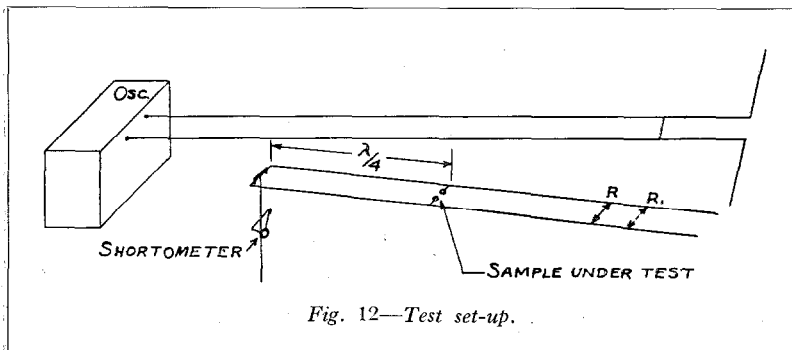 OSC.
λ/4
R R₁
SHORTOMETER
SAMPLE UNDER TEST
Fig. 12—Test set-up.